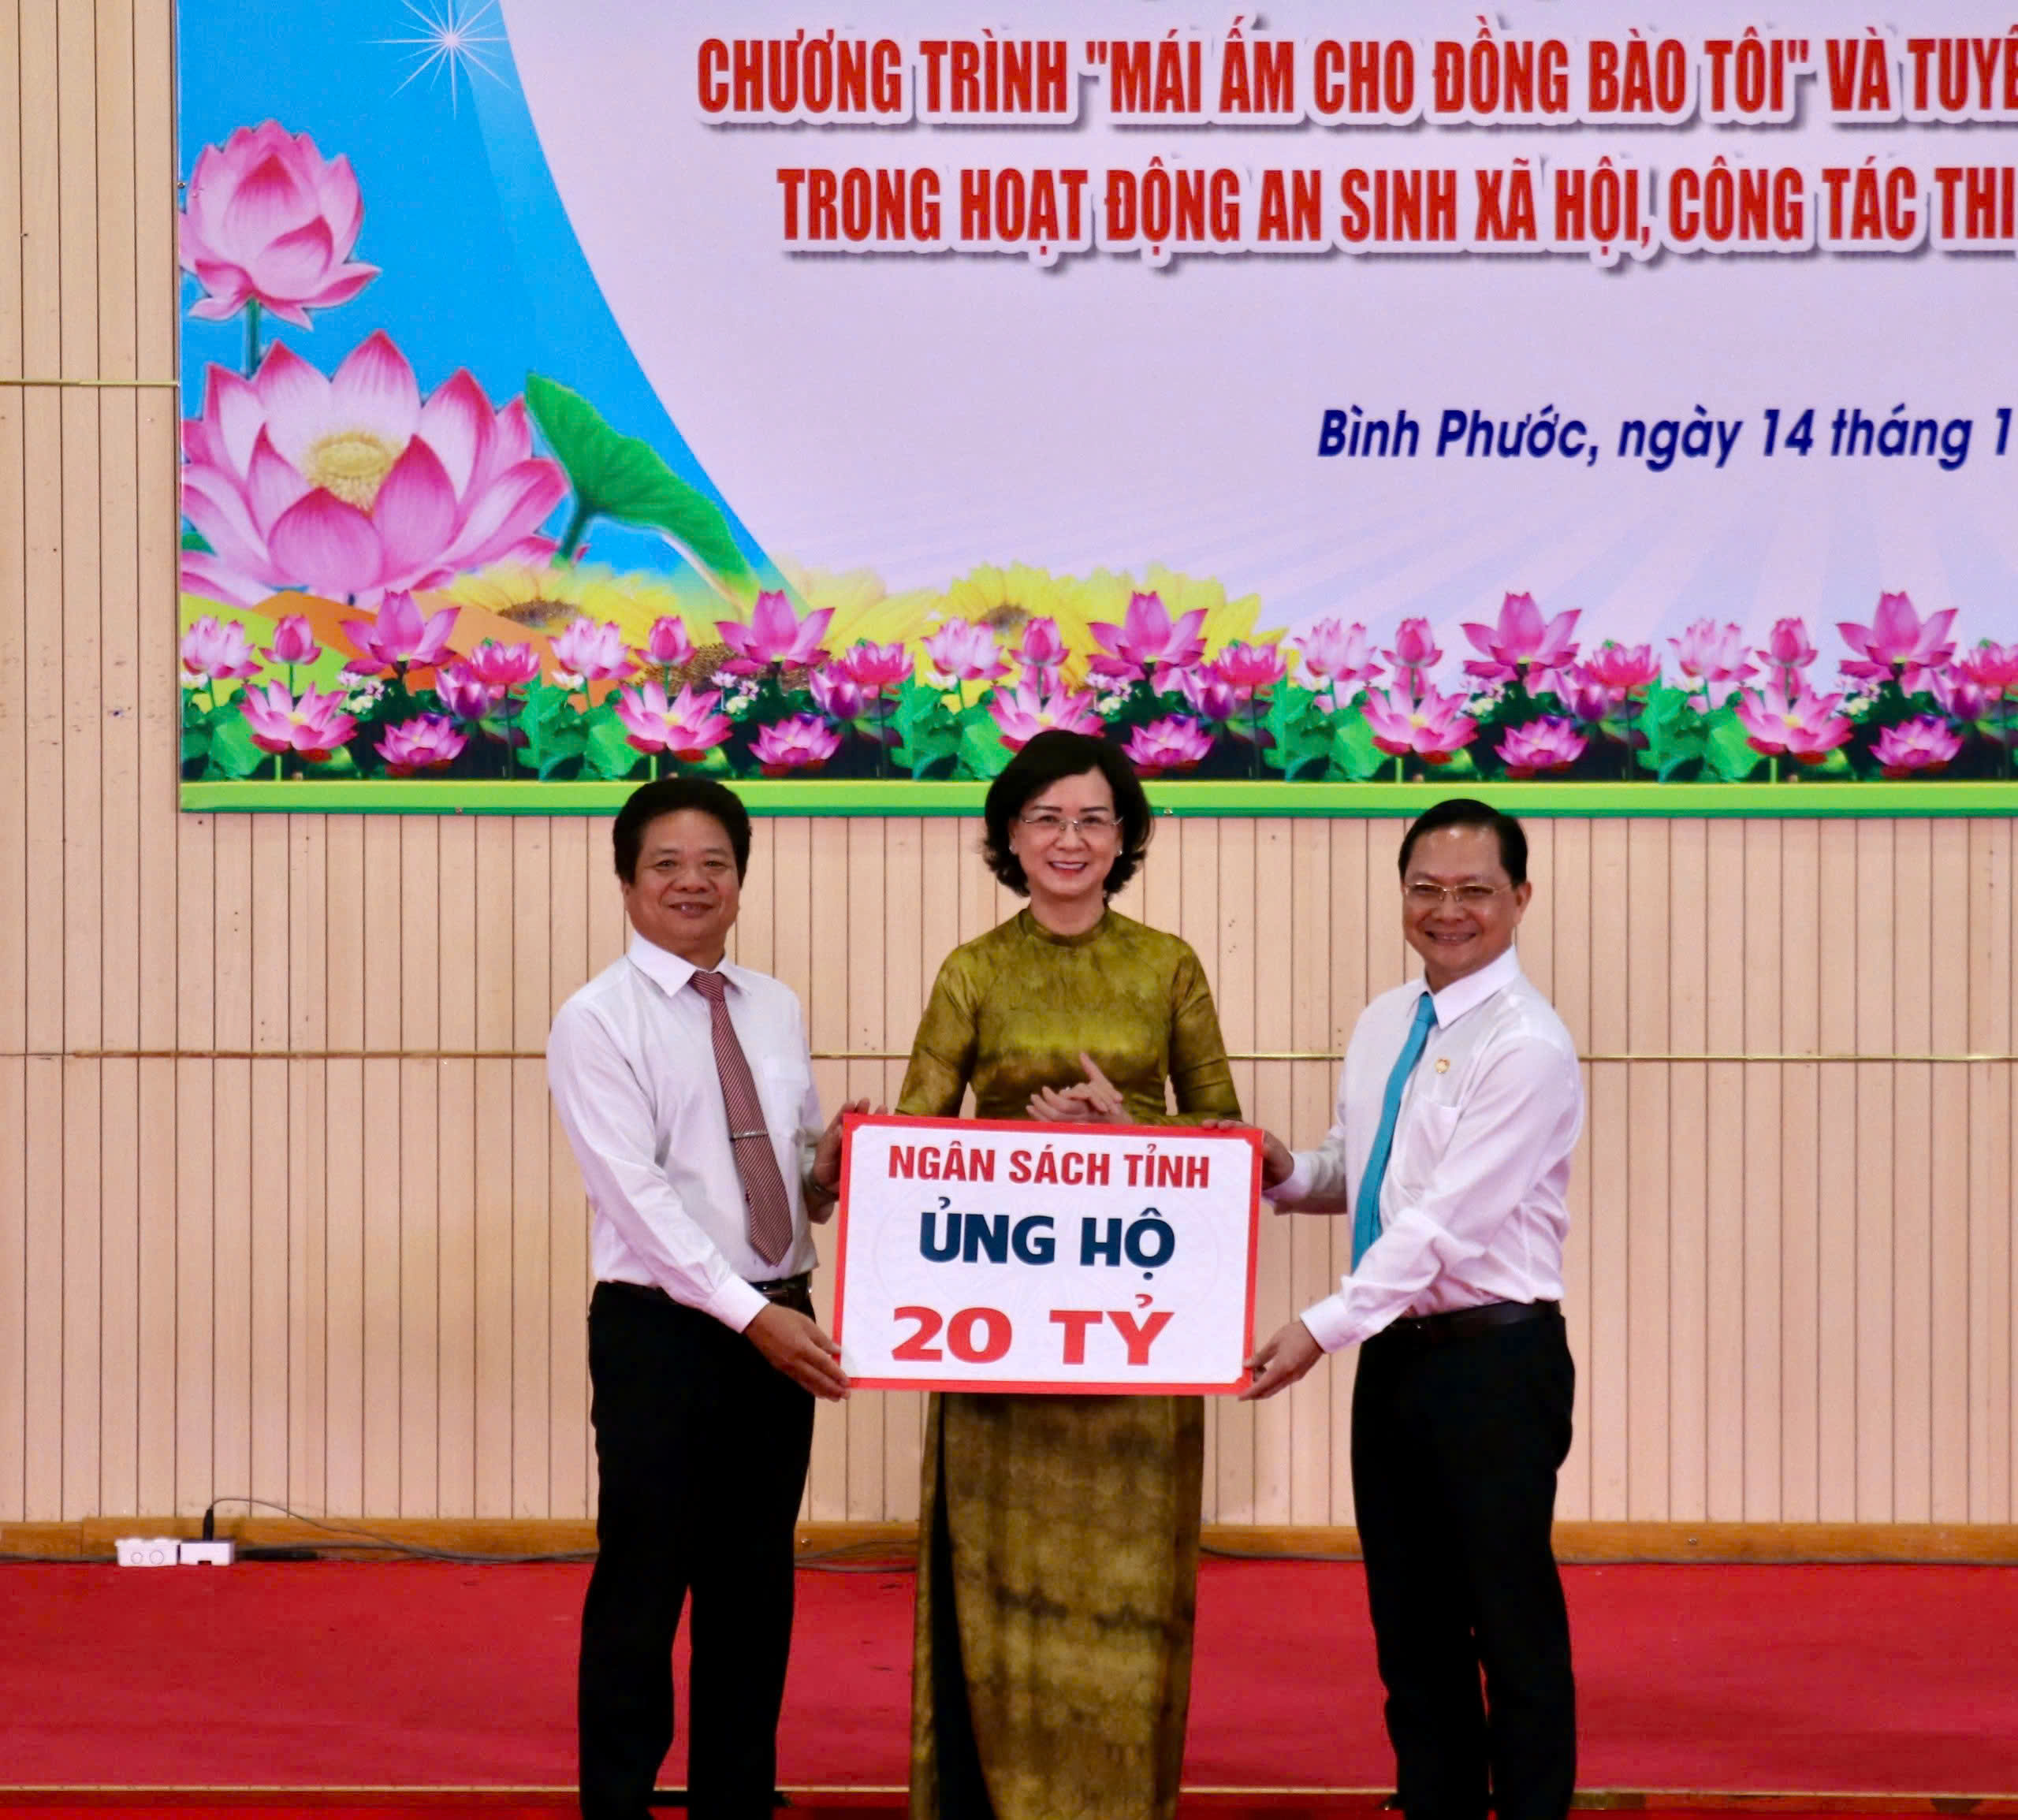 CHƯƠNG TRÌNH "MÁI ẤM CHO ĐỒNG BÀO TÔI" VÀ
TRONG HOẠT ĐỘNG AN SINH XÃ HỘI, CÔNG TÁC
Bình Phước, ngày 14 tháng
NGÂN SÁCH TỈNH
ỦNG HỘ
20 TỶ